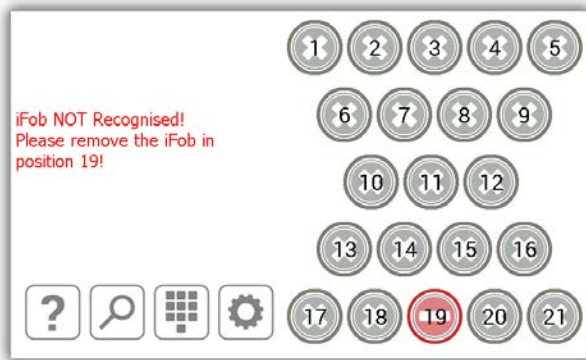 iFob NOT Recognised!
Please remove the iFob in
position 19!
1 2 3 4 5
6 7 8 9
10 11 12
13 14 15 16
?
17 18 19 20 21